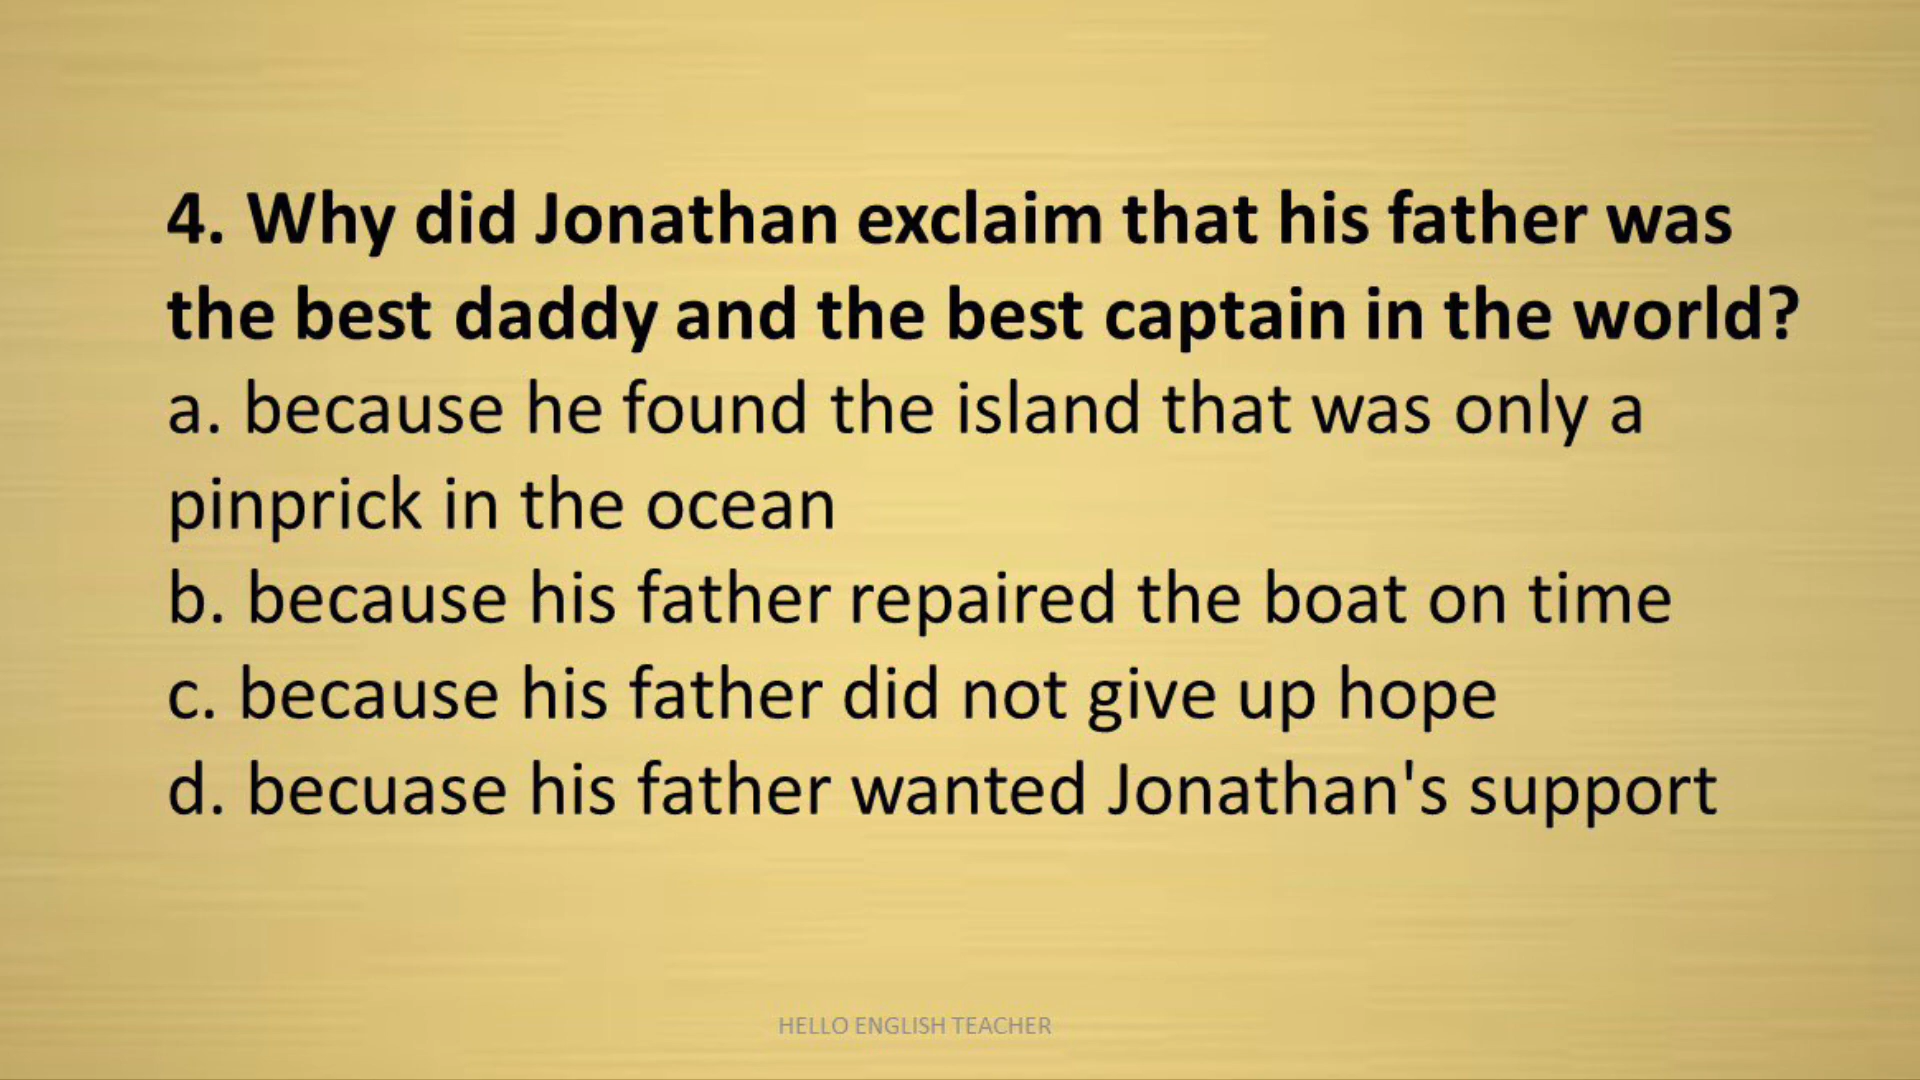 4. Why did Jonathan exclaim that his father was
the best daddy and the best captain in the world?
a. because he found the island that was only a
pinprick in the ocean
b. because his father repaired the boat on time
c. because his father did not give up hope
d. becuase his father wanted Jonathan's support
HELLO ENGLISH TEACHER